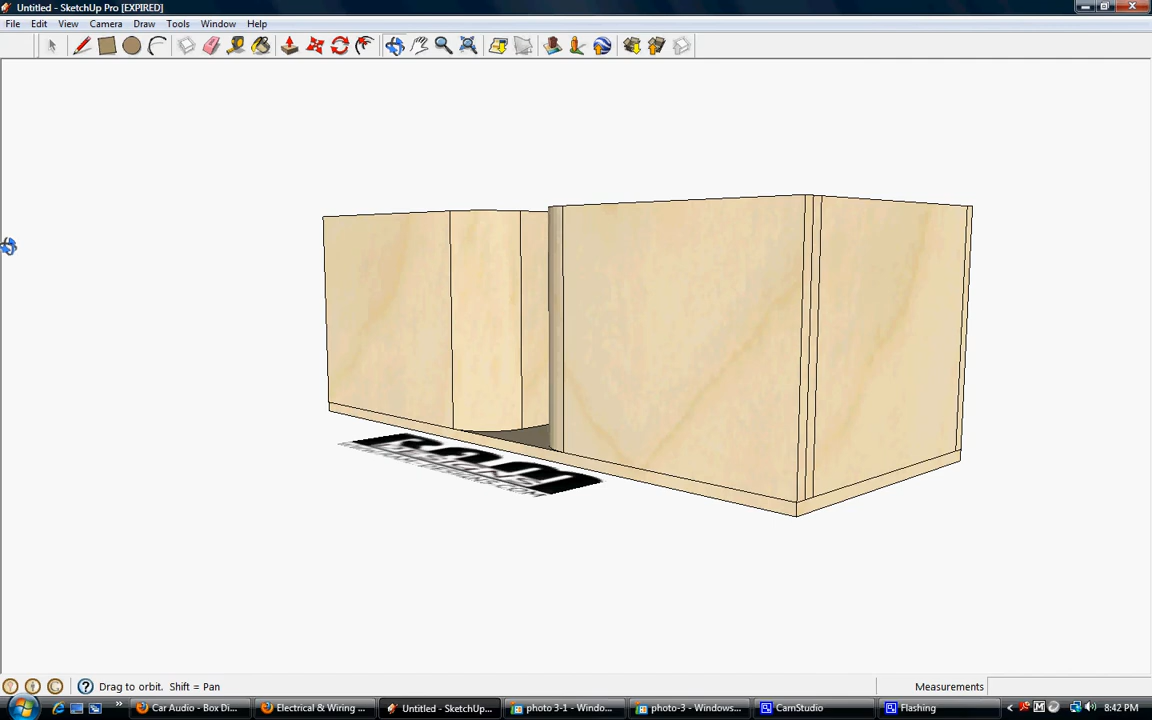 Untitled - SketchUp Pro [EXPIRED]
File Edit View Camera Draw Tools Window Help
RAM
DESIGNS
Drag to orbit. Shift = Pan
Measurements
Car Audio - Box Di...
Electrical & Wiring ...
Untitled - SketchUp...
photo 3-1 - Windo...
photo-3 - Windows...
CamStudio
Flashing
8:42 PM